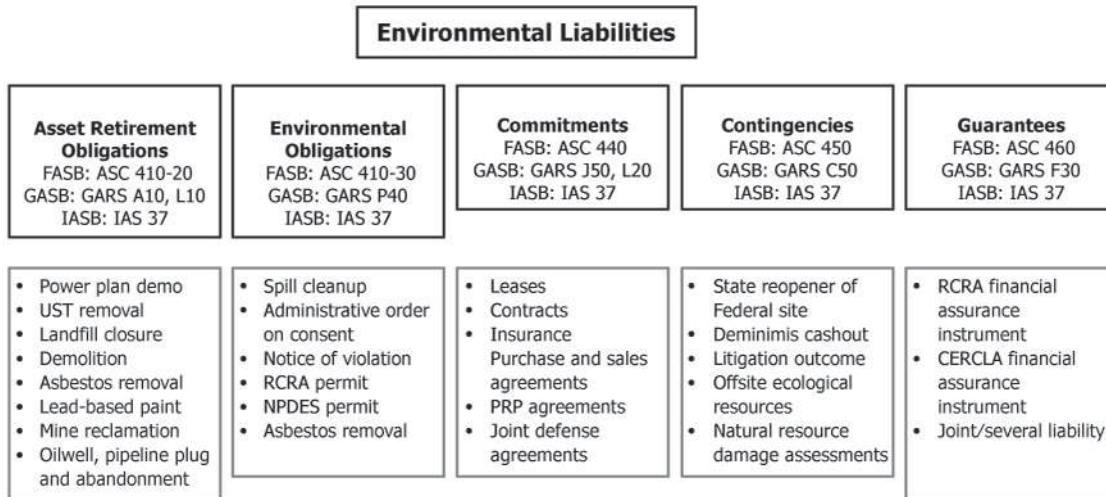 Environmental Liabilities
Asset Retirement
Obligations
FASB: ASC 410-20
GASB: GARS A10, L10
IASB: IAS 37
Environmental
Obligations
FASB: ASC 410-30
GASB: GARS P40
IASB: IAS 37
Commitments
FASB: ASC 440
GASB: GARS J50, L20
IASB: IAS 37
Contingencies
FASB: ASC 450
GASB: GARS C50
IASB: IAS 37
Guarantees
FASB: ASC 460
GASB: GARS F30
IASB: IAS 37
• Power plan demo
• UST removal
• Landfill closure
• Demolition
• Asbestos removal
• Lead-based paint
• Mine reclamation
• Oilwell, pipeline plug
and abandonment
• Spill cleanup
• Administrative order
on consent
• Notice of violation
• RCRA permit
• NPDES permit
• Asbestos removal
• Leases
• Contracts
• Insurance
Purchase and sales
agreements
• PRP agreements
• Joint defense
agreements
• State reopener of
Federal site
• Deminimis cashout
• Litigation outcome
• Offsite ecological
resources
• Natural resource
damage assessments
• RCRA financial
assurance
instrument
• CERCLA financial
assurance
instrument
• Joint/several liability